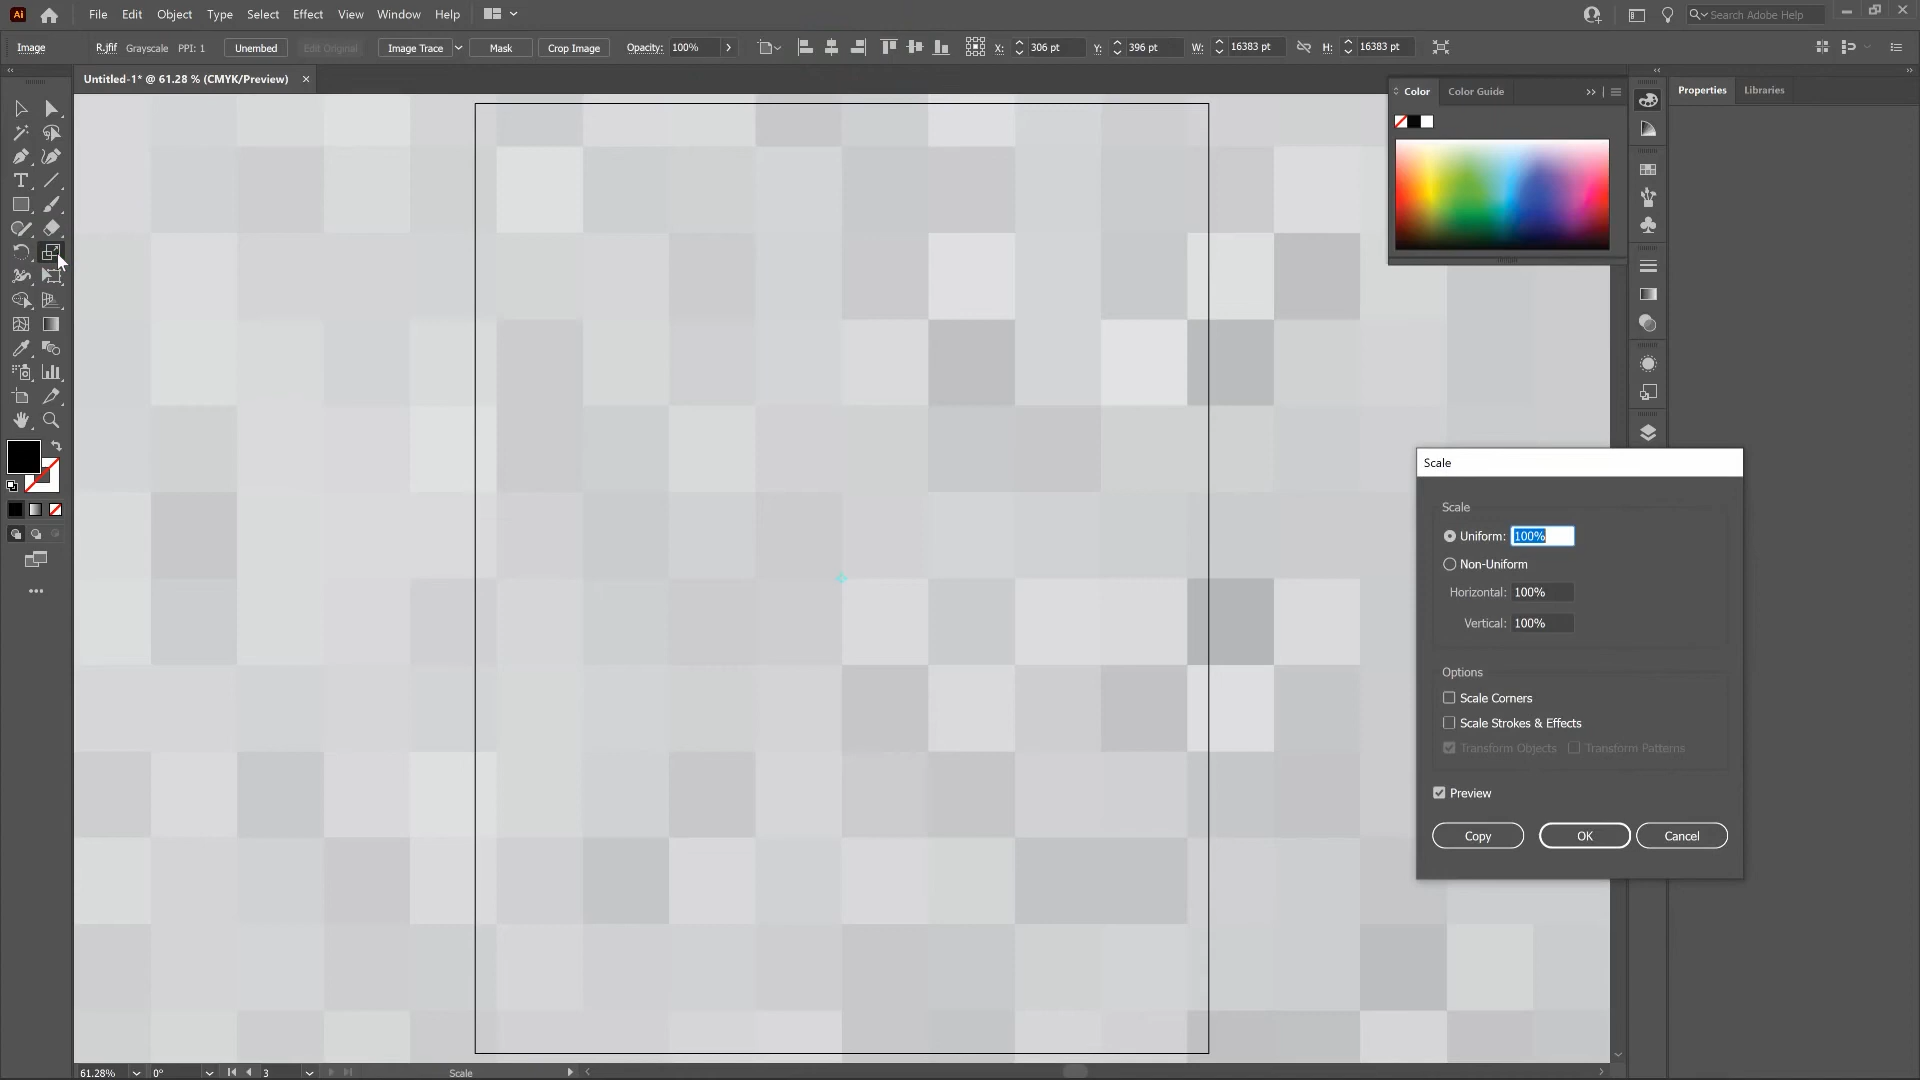 Ai
File Edit Object Type Select Effect View Window Help
Search Adobe Help
Image R.jfif Grayscale PPI: 1 Unembed Edit Original Image Trace Mask Crop Image Opacity: 100% X: 306 pt Y: 396 pt W: 16383 pt H: 16383 pt
Untitled-1* @ 61.28 % (CMYK/Preview)
Color Color Guide
Properties Libraries
T
Scale
Scale
Uniform: 100%
Non-Uniform
Horizontal: 100%
Vertical: 100%
Options
Scale Corners
Scale Strokes & Effects
Transform Objects Transform Patterns
Preview
Copy OK Cancel
61.28% 0° 3 Scale